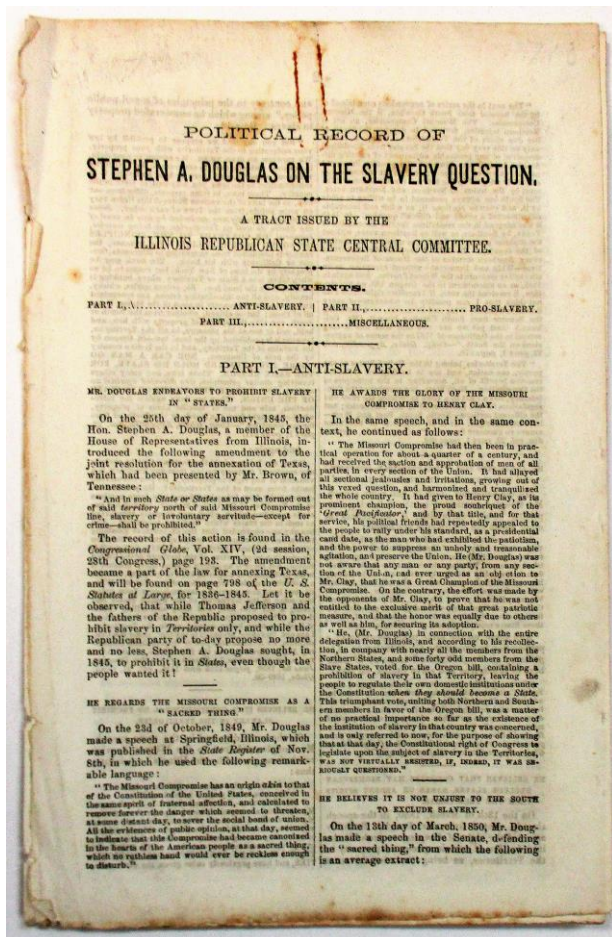 POLITICAL RECORD OF
STEPHEN A. DOUGLAS ON THE SLAVERY QUESTION.
A TRACT ISSUED BY THE
ILLINOIS REPUBLICAN STATE CENTRAL COMMITTEE.
CONTENTS.
PART I.,.\...................... ANTI-SLAVERY. | PART II.,....................... PRO-SLAVERY.
PART III.,.......................MISCELLANEOUS.
PART I.—ANTI-SLAVERY.
MR. DOUGLAS ENDEAVORS TO PROHIBIT SLAVERY
IN "STATES."
On the 25th day of January, 1845, the
Hon. Stephen A. Douglas, a member of the
House of Representatives from Illinois, in-
troduced the following amendment to the
joint resolution for the annexation of Texas,
which had been presented by Mr. Brown, of
Tennessee :
"And in such State or States as may be formed out
of said territory north of said Missouri Compromise
line, slavery or involuntary servitude—except for
crime—shall be prohibited."
The record of this action is found in the
Congressional Globe, Vol. XIV, (2d session,
28th Congress,) page 193. The amendment
became a part of the law for annexing Texas,
and will be found on page 798 of the U. S.
Statutes at Large, for 1836-1845. Let it be
observed, that while Thomas Jefferson and
the fathers of the Republic proposed to pro-
hibit slavery in Territories only, and while the
Republican party of to-day propose no more
and no less, Stephen A. Douglas sought, in
1845, to prohibit it in States, even though the
people wanted it !
HE REGARDS THE MISSOURI COMPROMISE AS A
"SACRED THING."
On the 23d of October, 1849, Mr. Douglas
made a speech at Springfield, Illinois, which
was published in the State Register of Nov.
8th, in which he used the following remark-
able language :
"The Missouri Compromise has an origin akin to that
of the Constitution of the United States, conceived in
the same spirit of fraternal affection, and calculated to
remove forever the danger which seemed to threaten,
at some distant day, to sever the social bond of union.
All the evidences of public opinion, at that day, seemed
to indicate that this Compromise had become canonized
in the hearts of the American people as a sacred thing,
which no ruthless hand would ever be reckless enough
to disturb."
HE AWARDS THE GLORY OF THE MISSOURI
COMPROMISE TO HENRY CLAY.
In the same speech, and in the same con-
text, he continued as follows:
"The Missouri Compromise had then been in prac-
tical operation for about a quarter of a century, and
had received the saction and approbation of men of all
parties, in every section of the Union. It had allayed
all sectional jealousies and irritations, growing out of
this vexed question, and harmonized and tranquilized
the whole country. It had given to Henry Clay, as its
prominent champion, the proud sonbriquet of the
'Great Pacificator,' and by that title, and for that
service, his political friends had repeatedly appealed to
the people to rally under his standard, as a presidential
cand date, as the man who had exhibited the patiotism,
and the power to suppress an unholy and treasonable
agitation, and preserve the Union. He (Mr. Douglas) was
not aware that any man or any party, from any sec-
tion of the Union, cad ever urged as an obj ction to
Mr. Clay, that he was a Great Champion of the Missouri
Compromise. On the contrary, the effort was made by
the opponents of Mr. Clay, to prove that he was not
entitled to the exclusive merit of that great patriotic
measure, and that the honor was equally due to others
as well as him, for securing its adoption.
"He, (Mr. Douglas) in connection with the entire
delegation from Illinois, and according to his recollec-
tion, in company with nearly all the members from the
Northern States, and some forty odd members from the
Slave States, voted for the Oregon bill, containing a
prohibition of slavery in that Territory, leaving the
people to regulate their own domestic institutions under
the Constitution when they should become a State.
This triumphant vote, uniting both Northern and South-
ern members in favor of the Oregon bill, was a matter
of no practical importance so far as the existence of
the institution of slavery in that country was concerned,
and is only referred to now, for the purpose of showing
that at that day, the Constitutional right of Congress to
legislate upon the subject of slavery in the Territories,
WAS NOT VIRTUALLY RESISTED, IF, INDEED, IT WAS SE-
RIOUSLY QUESTIONED."
HE BELIEVES IT IS NOT UNJUST TO THE SOUTH
TO EXCLUDE SLAVERY.
On the 13th day of March, 1850, Mr. Doug-
las made a speech in the Senate, defending
the "sacred thing," from which the following
is an average extract :